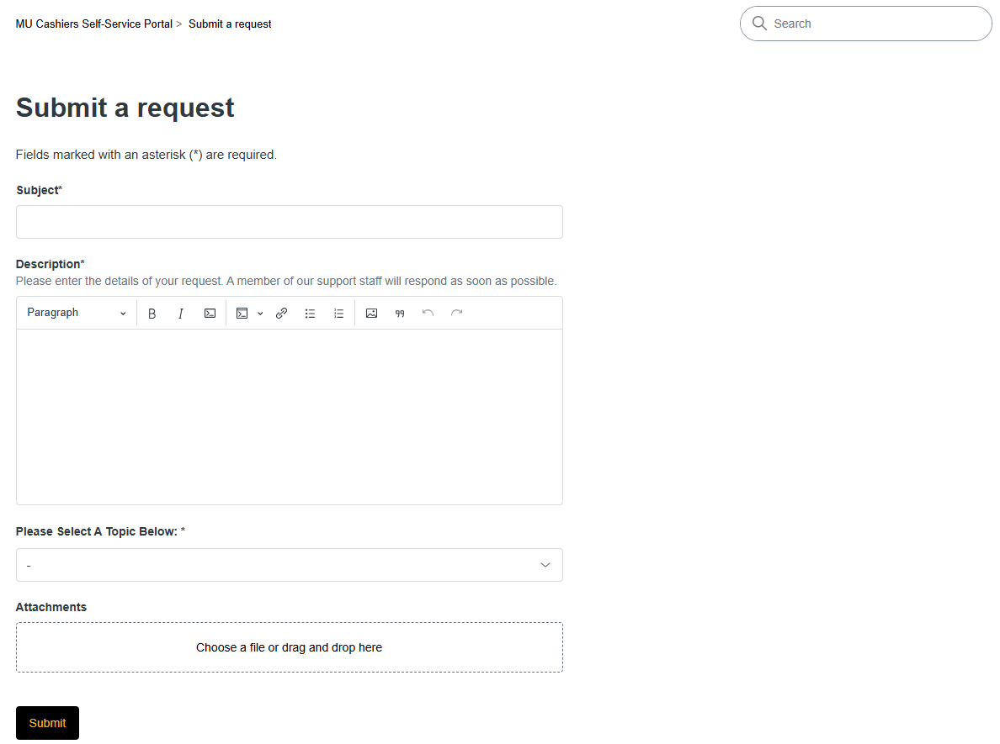 MU Cashiers Self-Service Portal > Submit a request
Search
Submit a request
Fields marked with an asterisk (*) are required.
Subject*
Description*
Please enter the details of your request. A member of our support staff will respond as soon as possible.
Paragraph
Please Select A Topic Below: *
-
Attachments
Choose a file or drag and drop here
Submit